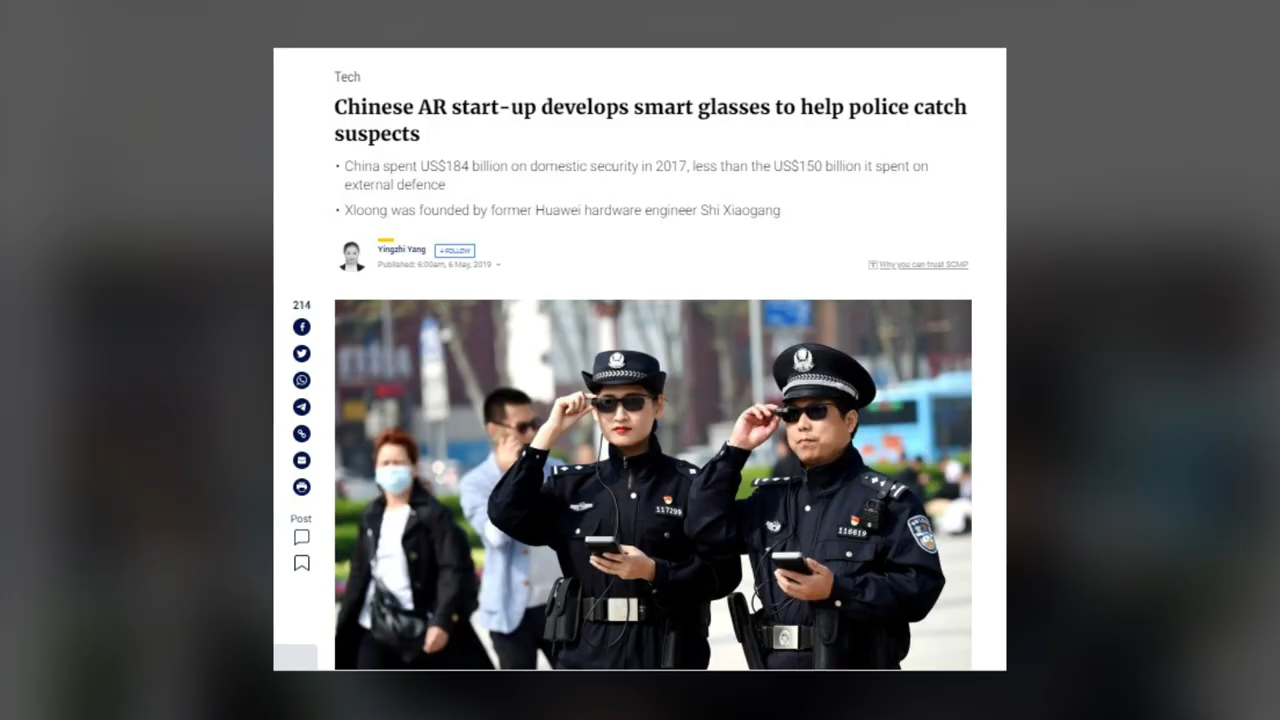 Tech
Chinese AR start-up develops smart glasses to help police catch
suspects
• China spent US$184 billion on domestic security in 2017, less than the US$150 billion it spent on
external defence
• Xloong was founded by former Huawei hardware engineer Shi Xiaogang
Yingzhi Yang + FOLLOW
Published: 6:00am, 6 May, 2019
Why you can trust SCMP
214
117299
116619
Post